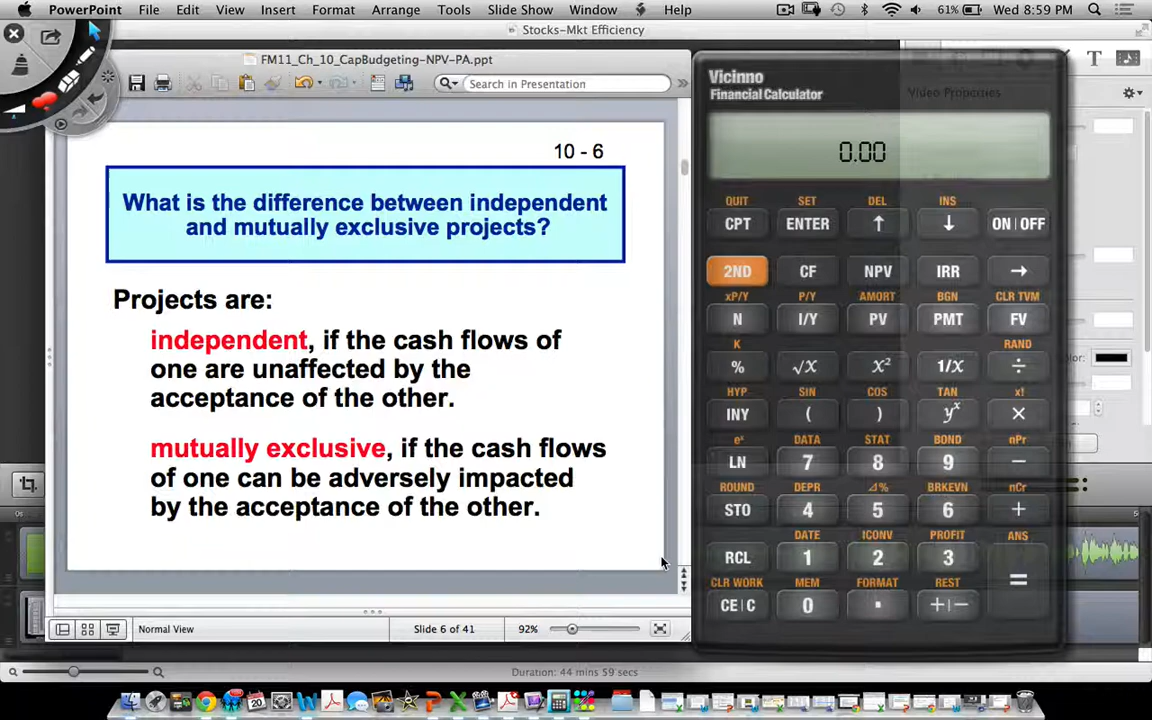 PowerPoint File Edit View Insert Format Arrange Tools Slide Show Window Help 61% Wed 8:59 PM
Stocks-Mkt Efficiency
FM11_Ch_10_CapBudgeting-NPV-PA.ppt
Search in Presentation
10 - 6
What is the difference between independent
and mutually exclusive projects?
Projects are:
independent, if the cash flows of
one are unaffected by the
acceptance of the other.
mutually exclusive, if the cash flows
of one can be adversely impacted
by the acceptance of the other.
Normal View Slide 6 of 41 92%
Duration: 44 mins 59 secs
Vicinno
Financial Calculator
Video Properties
T
0.00
QUIT SET DEL INS
CPT ENTER ↑ ↓ ON|OFF
2ND CF NPV IRR →
xP/Y P/Y AMORT BGN CLR TVM
N I/Y PV PMT FV
K RAND
% √x x² 1/x ÷
HYP SIN COS TAN x!
INV ( ) yˣ ×
eˣ DATA STAT BOND nPr
LN 7 8 9 −
ROUND DEPR ⊿% BRKEVN nCr
STO 4 5 6 +
DATE ICONV PROFIT ANS
RCL 1 2 3 =
CLR WORK MEM FORMAT REST
CE|C 0 . +|−